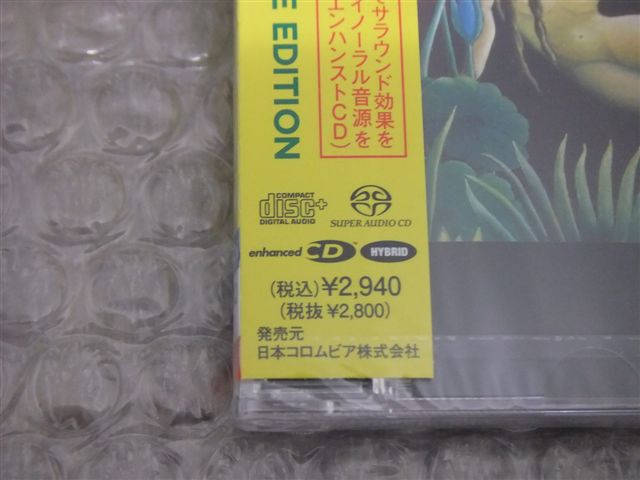 E EDITION
サラウンド効果を
イノーラル音源を
エンハンストCD)
COMPACT
disc+
DIGITAL AUDIO
SUPER AUDIO CD
enhanced CD™
HYBRID
(税込)¥2,940
(税抜 ¥2,800)
発売元
日本コロムビア株式会社